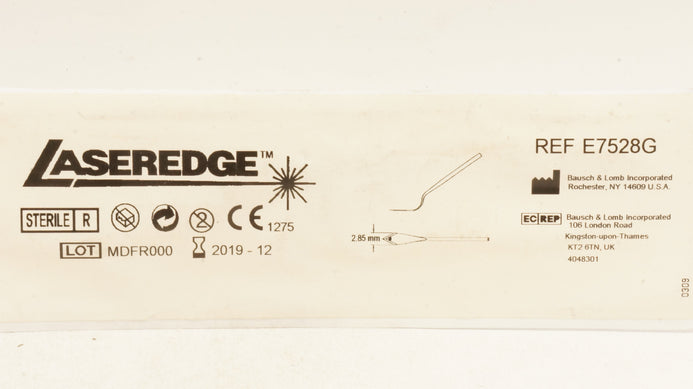 LASEREDGE™
STERILE R
2
CE 1275
LOT MDFR000
2019 - 12
2.85 mm
REF E7528G
Bausch & Lomb Incorporated
Rochester, NY 14609 U.S.A.
EC REP
Bausch & Lomb Incorporated
106 London Road
Kingston-upon-Thames
KT2 6TN, UK
4048301
0309